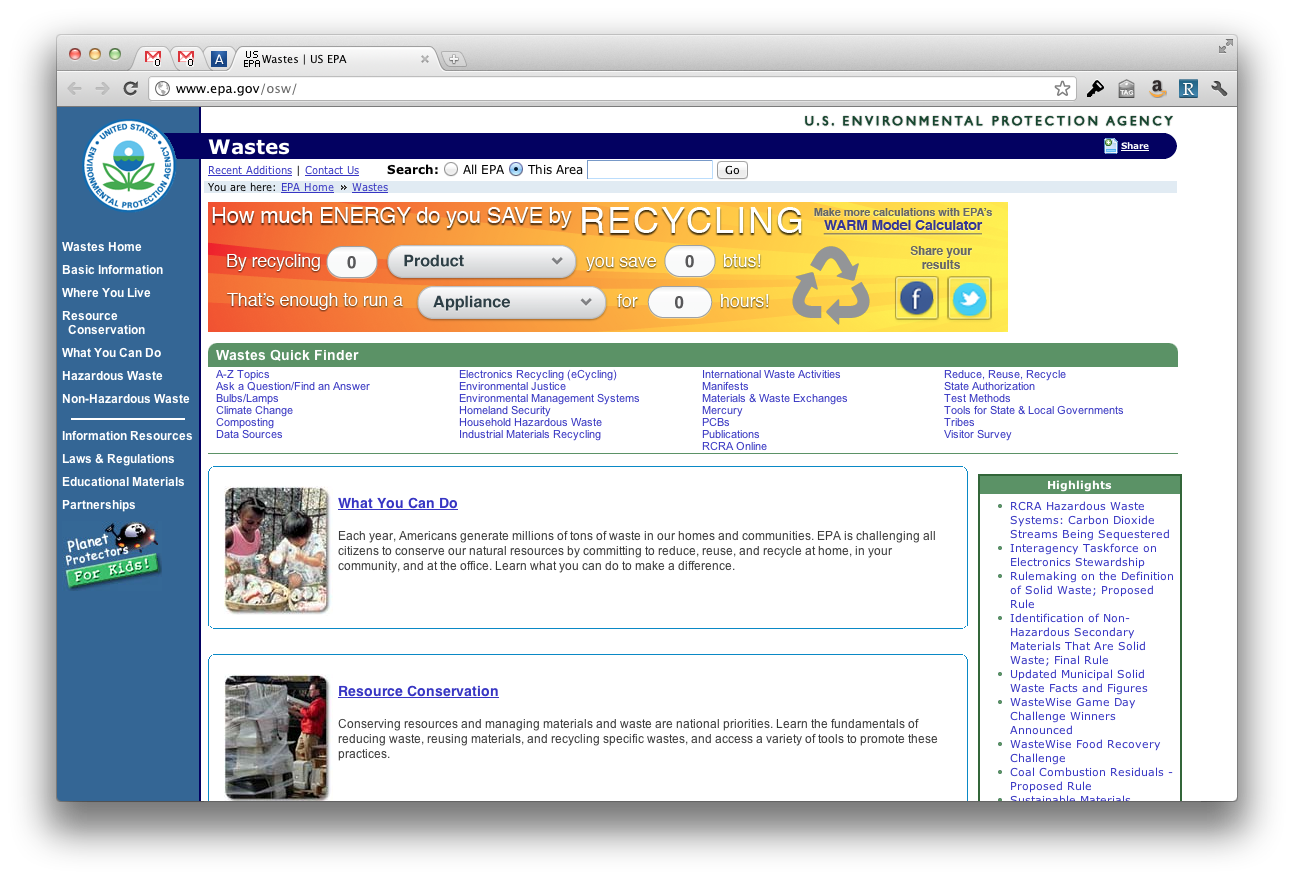 US
EPA Wastes | US EPA
www.epa.gov/osw/
TAG
UNITED STATES
ENVIRONMENTAL PROTECTION AGENCY
U.S. ENVIRONMENTAL PROTECTION AGENCY
Wastes
Share
Recent Additions | Contact Us
Search: All EPA This Area Go
You are here: EPA Home » Wastes
Wastes Home
Basic Information
Where You Live
Resource
Conservation
What You Can Do
Hazardous Waste
Non-Hazardous Waste
Information Resources
Laws & Regulations
Educational Materials
Partnerships
Planet
Protectors
For Kids!
How much ENERGY do you SAVE by RECYCLING
Make more calculations with EPA's
WARM Model Calculator
By recycling 0 Product you save 0 btus!
That's enough to run a Appliance for 0 hours!
Share your
results
Wastes Quick Finder
A-Z Topics
Ask a Question/Find an Answer
Bulbs/Lamps
Climate Change
Composting
Data Sources
Electronics Recycling (eCycling)
Environmental Justice
Environmental Management Systems
Homeland Security
Household Hazardous Waste
Industrial Materials Recycling
International Waste Activities
Manifests
Materials & Waste Exchanges
Mercury
PCBs
Publications
RCRA Online
Reduce, Reuse, Recycle
State Authorization
Test Methods
Tools for State & Local Governments
Tribes
Visitor Survey
What You Can Do
Each year, Americans generate millions of tons of waste in our homes and communities. EPA is challenging all
citizens to conserve our natural resources by committing to reduce, reuse, and recycle at home, in your
community, and at the office. Learn what you can do to make a difference.
Resource Conservation
Conserving resources and managing materials and waste are national priorities. Learn the fundamentals of
reducing waste, reusing materials, and recycling specific wastes, and access a variety of tools to promote these
practices.
Highlights
RCRA Hazardous Waste
Systems: Carbon Dioxide
Streams Being Sequestered
Interagency Taskforce on
Electronics Stewardship
Rulemaking on the Definition
of Solid Waste; Proposed
Rule
Identification of Non-
Hazardous Secondary
Materials That Are Solid
Waste; Final Rule
Updated Municipal Solid
Waste Facts and Figures
WasteWise Game Day
Challenge Winners
Announced
WasteWise Food Recovery
Challenge
Coal Combustion Residuals -
Proposed Rule
Sustainable Materials